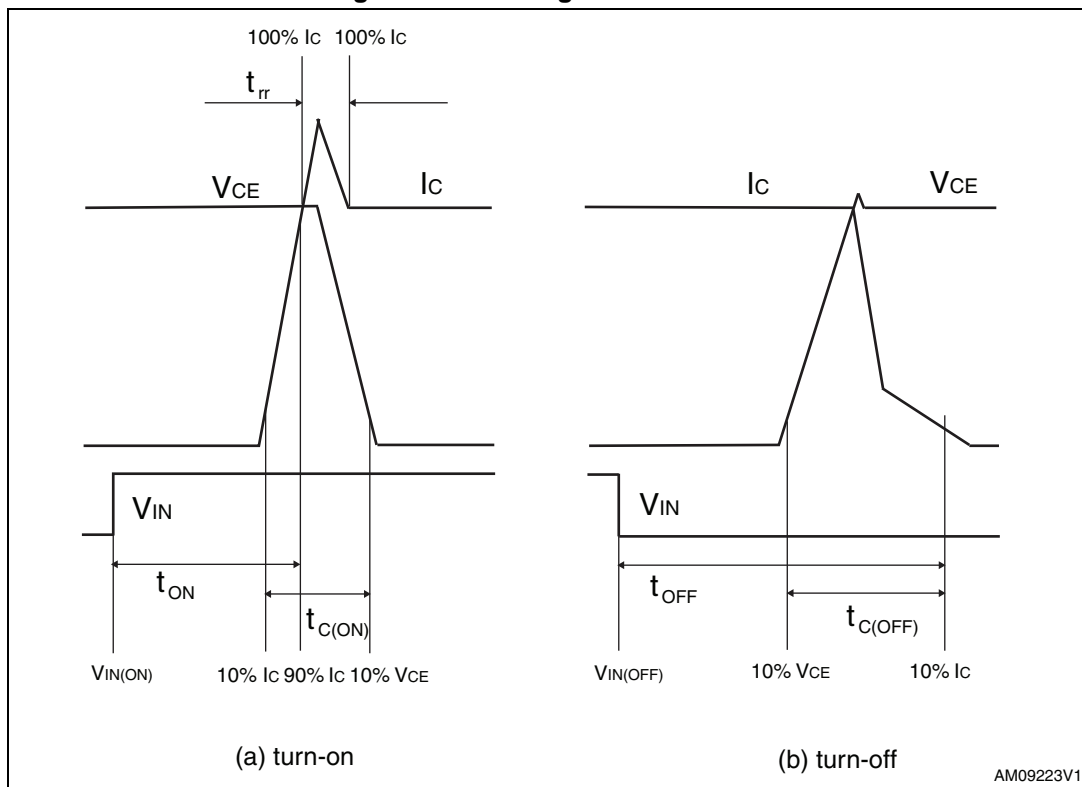 100% IC 100% IC
trr
VCE
IC
VIN
tON
tC(ON)
VIN(ON)
10% IC 90% IC 10% VCE
(a) turn-on
IC
VCE
VIN
tOFF
tC(OFF)
VIN(OFF)
10% VCE
10% IC
(b) turn-off
AM09223V1